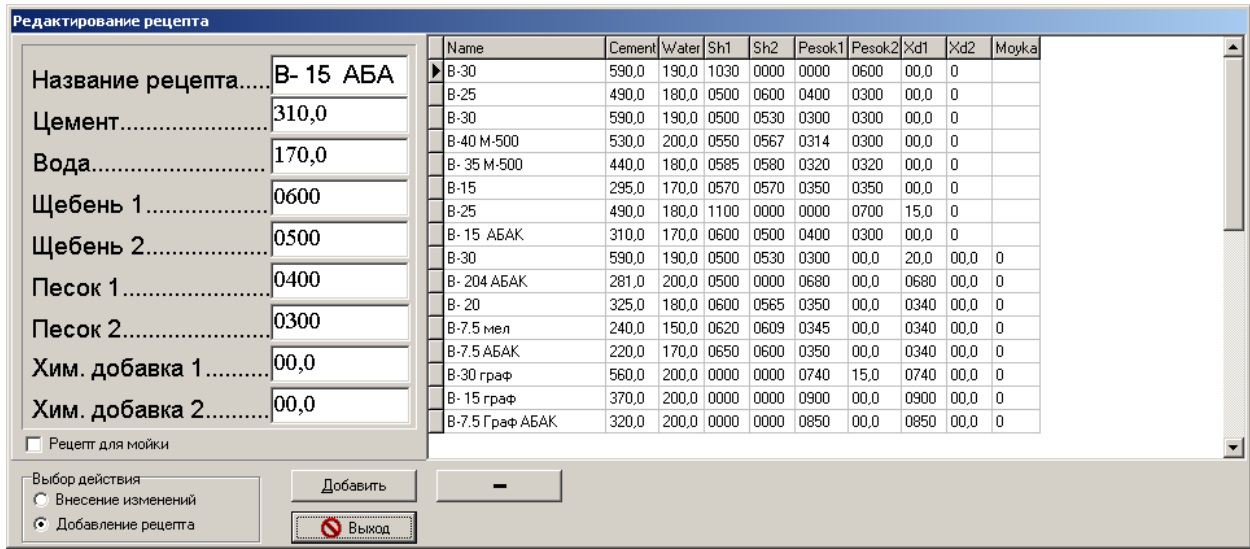 Редактирование рецепта
Название рецепта..... В- 15 АБА
Цемент....................... 310,0
Вода........................... 170,0
Щебень 1................... 0600
Щебень 2................... 0500
Песок 1....................... 0400
Песок 2....................... 0300
Хим. добавка 1.......... 00,0
Хим. добавка 2.......... 00,0
Рецепт для мойки
Name Cement Water Sh1 Sh2 Pesok1 Pesok2 Xd1 Xd2 Moyka
В-30 590,0 190,0 1030 0000 0000 0600 00,0 0
В-25 490,0 180,0 0500 0600 0400 0300 00,0 0
В-30 590,0 190,0 0500 0530 0300 0300 00,0 0
В-40 М-500 530,0 200,0 0550 0567 0314 0300 00,0 0
В- 35 М-500 440,0 180,0 0585 0580 0320 0320 00,0 0
В-15 295,0 170,0 0570 0570 0350 0350 00,0 0
В-25 490,0 180,0 1100 0000 0000 0700 15,0 0
В- 15 АБАК 310,0 170,0 0600 0500 0400 0300 00,0 0
В-30 590,0 190,0 0500 0530 0300 00,0 20,0 00,0 0
В- 204 АБАК 281,0 200,0 0500 0000 0680 00,0 0680 00,0 0
В- 20 325,0 180,0 0600 0565 0350 00,0 0340 00,0 0
В-7.5 мел 240,0 150,0 0620 0609 0345 00,0 0340 00,0 0
В-7.5 АБАК 220,0 170,0 0650 0600 0350 00,0 0340 00,0 0
В-30 граф 560,0 200,0 0000 0000 0740 15,0 0740 00,0 0
В- 15 граф 370,0 200,0 0000 0000 0900 00,0 0900 00,0 0
В-7.5 Граф АБАК 320,0 200,0 0000 0000 0850 00,0 0850 00,0 0
Выбор действия
Внесение изменений
Добавление рецепта
Добавить
Выход